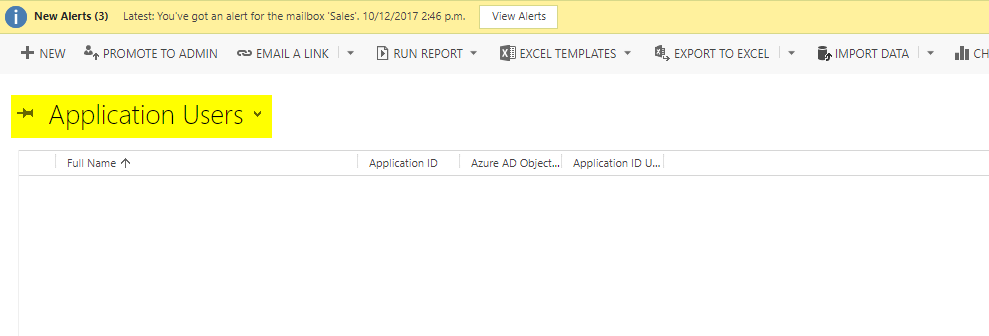 New Alerts (3) Latest: You've got an alert for the mailbox 'Sales'. 10/12/2017 2:46 p.m. View Alerts
NEW PROMOTE TO ADMIN EMAIL A LINK RUN REPORT EXCEL TEMPLATES EXPORT TO EXCEL IMPORT DATA CH
Application Users
Full Name Application ID Azure AD Object... Application ID U...